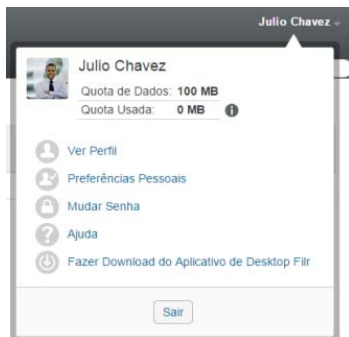 Julio Chavez
Julio Chavez
Quota de Dados: 100 MB
Quota Usada: 0 MB
Ver Perfil
Preferências Pessoais
Mudar Senha
Ajuda
Fazer Download do Aplicativo de Desktop Filr
Sair